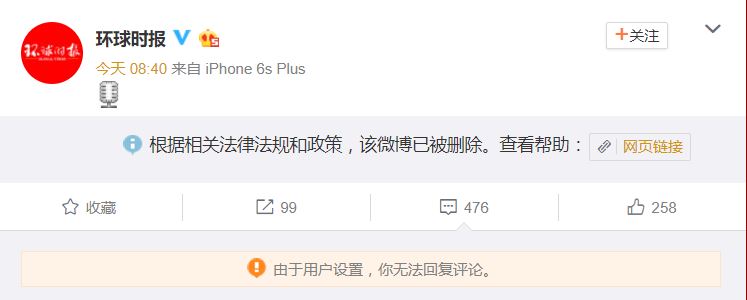 环球时报
+关注
今天 08:40 来自 iPhone 6s Plus
根据相关法律法规和政策，该微博已被删除。查看帮助： 网页链接
收藏 99 476 258
由于用户设置，你无法回复评论。